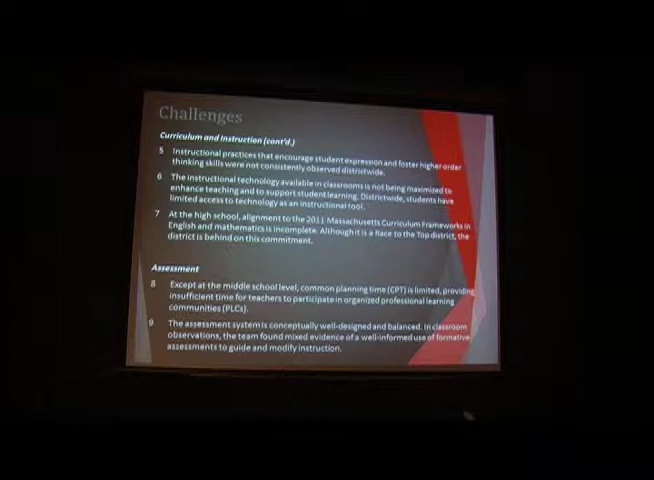 Challenges
Curriculum and Instruction (cont'd.)
5 Instructional practices that encourage student expression and foster higher order
thinking skills were not consistently observed districtwide.
6 The instructional technology available in classrooms is not being maximized to
enhance teaching and to support student learning. Districtwide, students have
limited access to technology as an instructional tool.
7 At the high school, alignment to the 2011 Massachusetts Curriculum Frameworks in
English and mathematics is incomplete. Although it is a Race to the Top district, the
district is behind on this commitment.
Assessment
8 Except at the middle school level, common planning time (CPT) is limited, providing
insufficient time for teachers to participate in organized professional learning
communities (PLCs).
9 The assessment system is conceptually well-designed and balanced. In classroom
observations, the team found mixed evidence of a well-informed use of formative
assessments to guide and modify instruction.